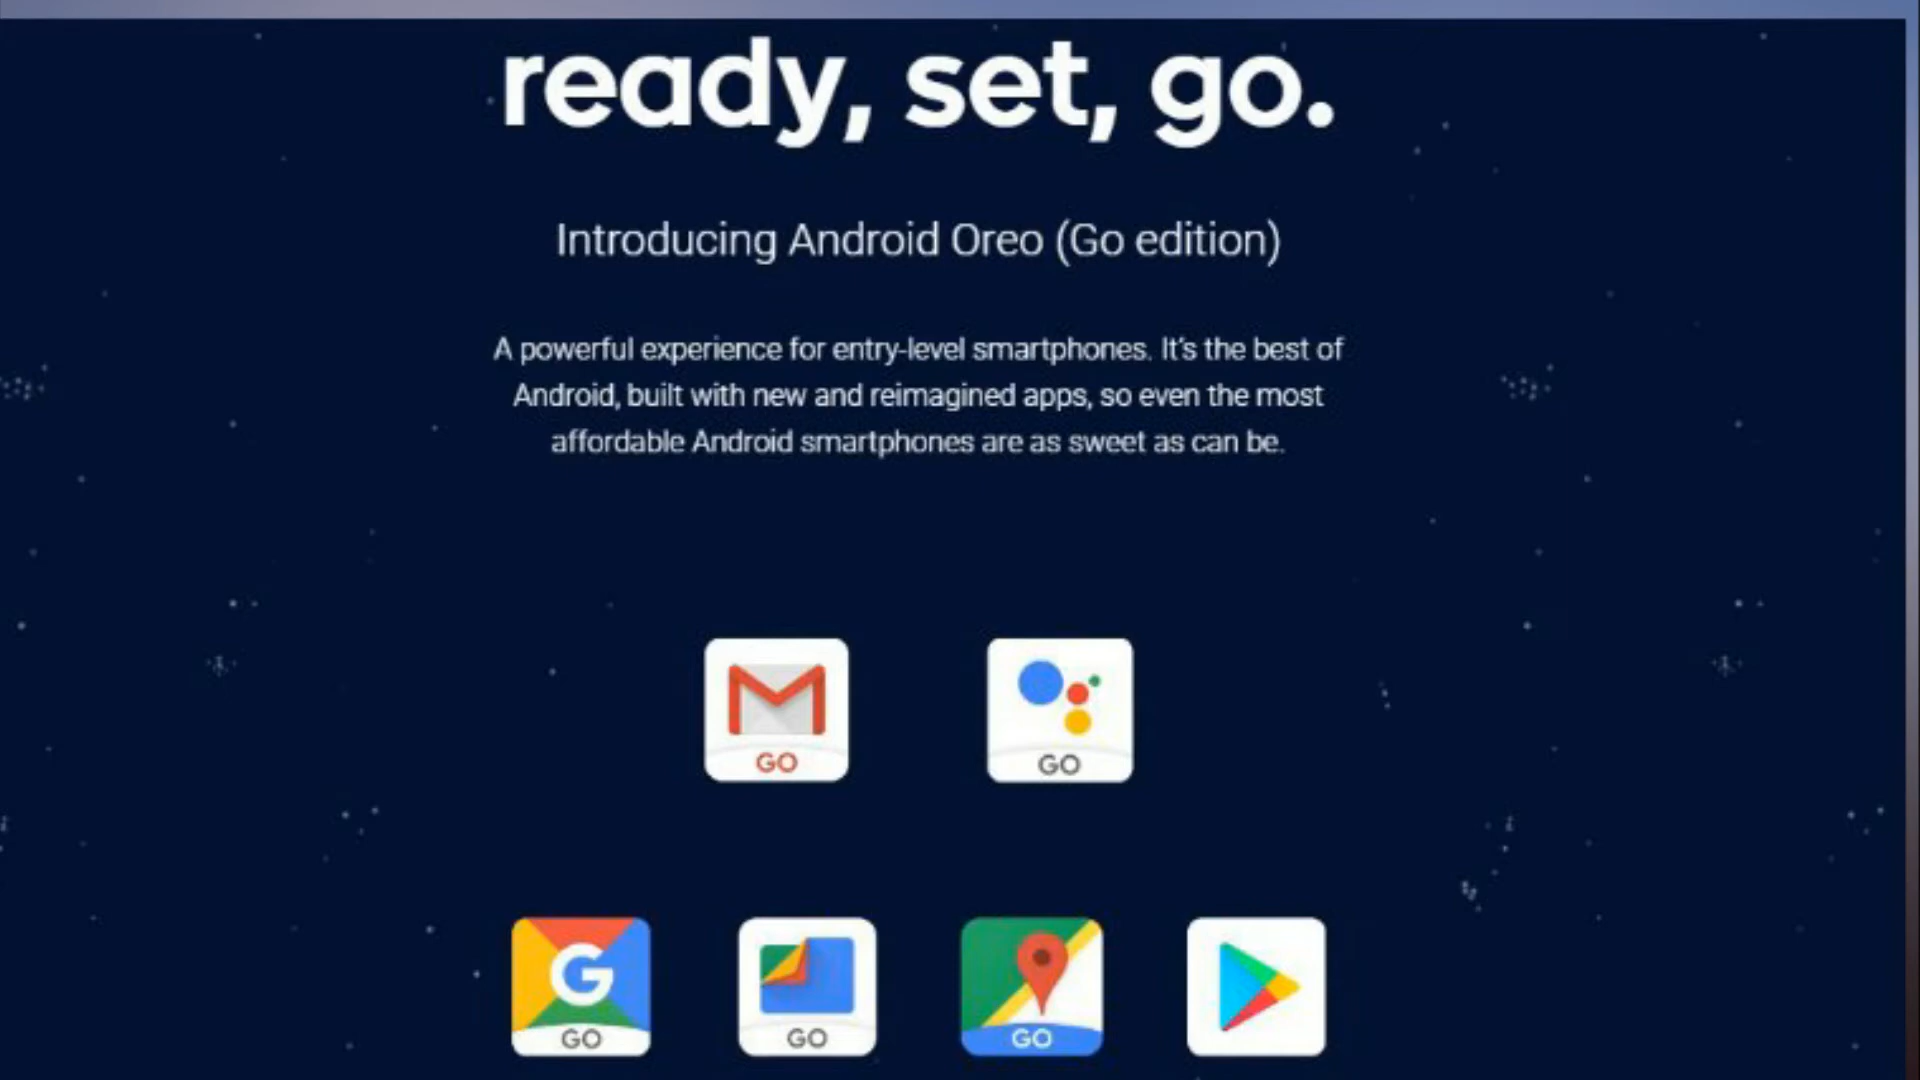 ready, set, go.
Introducing Android Oreo (Go edition)
A powerful experience for entry-level smartphones. It's the best of
Android, built with new and reimagined apps, so even the most
affordable Android smartphones are as sweet as can be.
GO GO
G
GO GO GO